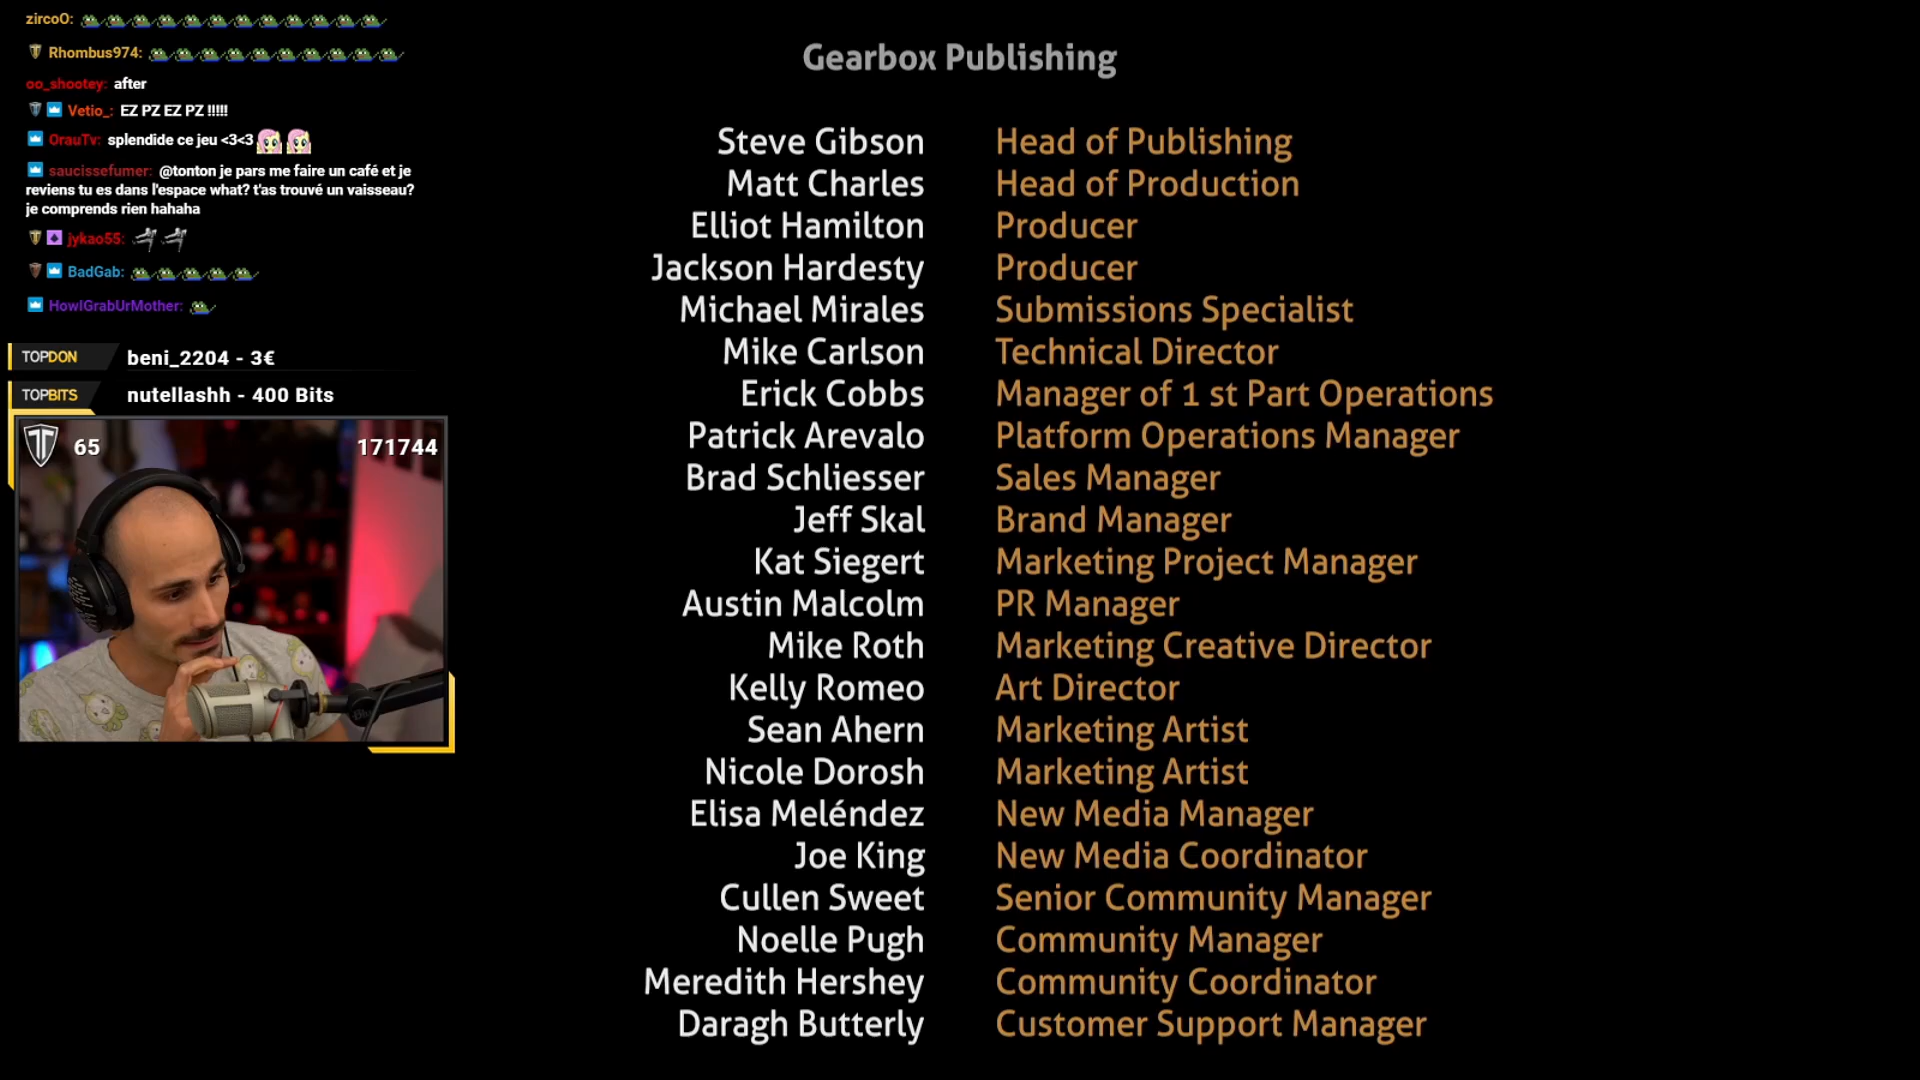 zircoO:
Rhombus974:
oo_shootey: after
Vetio_: EZ PZ EZ PZ !!!!!
OrauTv: splendide ce jeu <3<3
saucissefumer: @tonton je pars me faire un café et je
reviens tu es dans l'espace what? t'as trouvé un vaisseau?
je comprends rien hahaha
jykao55:
BadGab:
HowIGrabUrMother:
TOPDON beni_2204 - 3€
TOPBITS nutellashh - 400 Bits
65 171744
Gearbox Publishing
Steve Gibson Head of Publishing
Matt Charles Head of Production
Elliot Hamilton Producer
Jackson Hardesty Producer
Michael Mirales Submissions Specialist
Mike Carlson Technical Director
Erick Cobbs Manager of 1 st Part Operations
Patrick Arevalo Platform Operations Manager
Brad Schliesser Sales Manager
Jeff Skal Brand Manager
Kat Siegert Marketing Project Manager
Austin Malcolm PR Manager
Mike Roth Marketing Creative Director
Kelly Romeo Art Director
Sean Ahern Marketing Artist
Nicole Dorosh Marketing Artist
Elisa Meléndez New Media Manager
Joe King New Media Coordinator
Cullen Sweet Senior Community Manager
Noelle Pugh Community Manager
Meredith Hershey Community Coordinator
Daragh Butterly Customer Support Manager